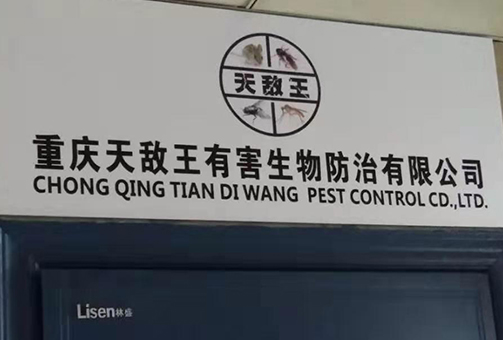 天敌王
重庆天敌王有害生物防治有限公司
CHONG QING TIAN DI WANG PEST CONTROL CD.,LTD.
Lisen林盛